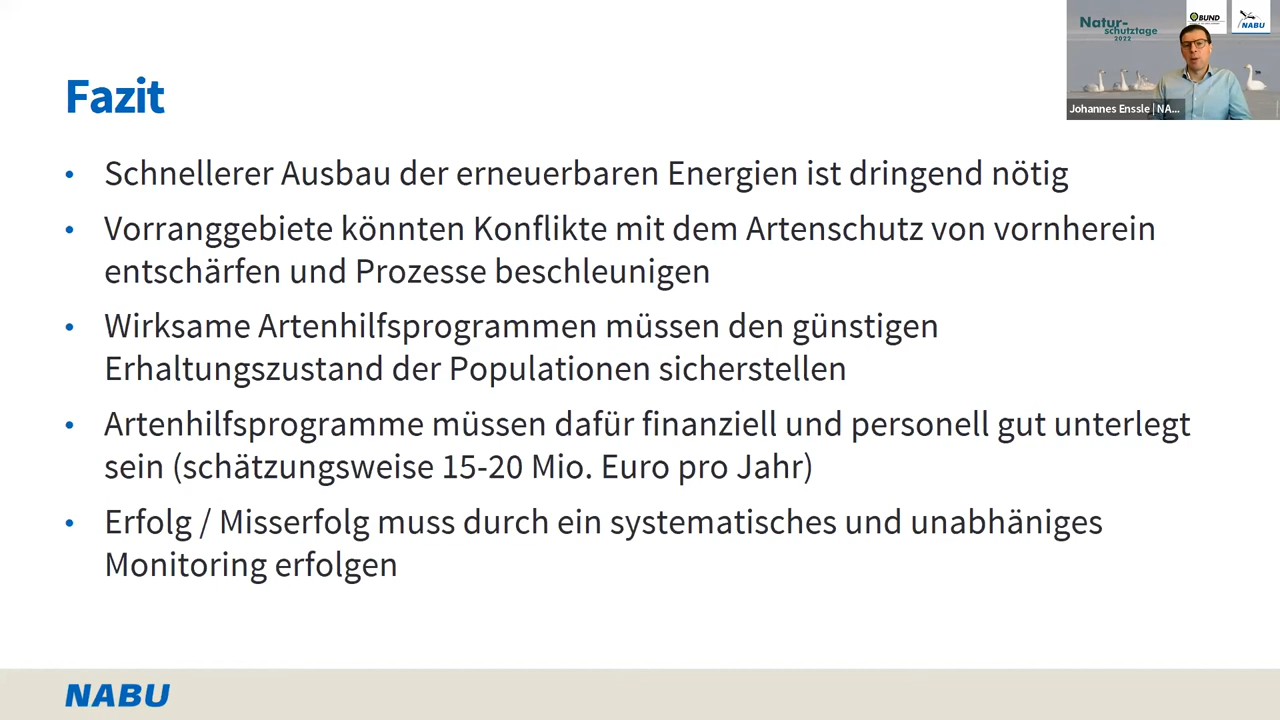 Fazit
• Schnellerer Ausbau der erneuerbaren Energien ist dringend nötig
• Vorranggebiete könnten Konflikte mit dem Artenschutz von vornherein
entschärfen und Prozesse beschleunigen
• Wirksame Artenhilfsprogrammen müssen den günstigen
Erhaltungszustand der Populationen sicherstellen
• Artenhilfsprogramme müssen dafür finanziell und personell gut unterlegt
sein (schätzungsweise 15-20 Mio. Euro pro Jahr)
• Erfolg / Misserfolg muss durch ein systematisches und unabhäniges
Monitoring erfolgen
NABU
Natur-
schutztage
2022
BUND
NABU
Johannes Enssle | NA...